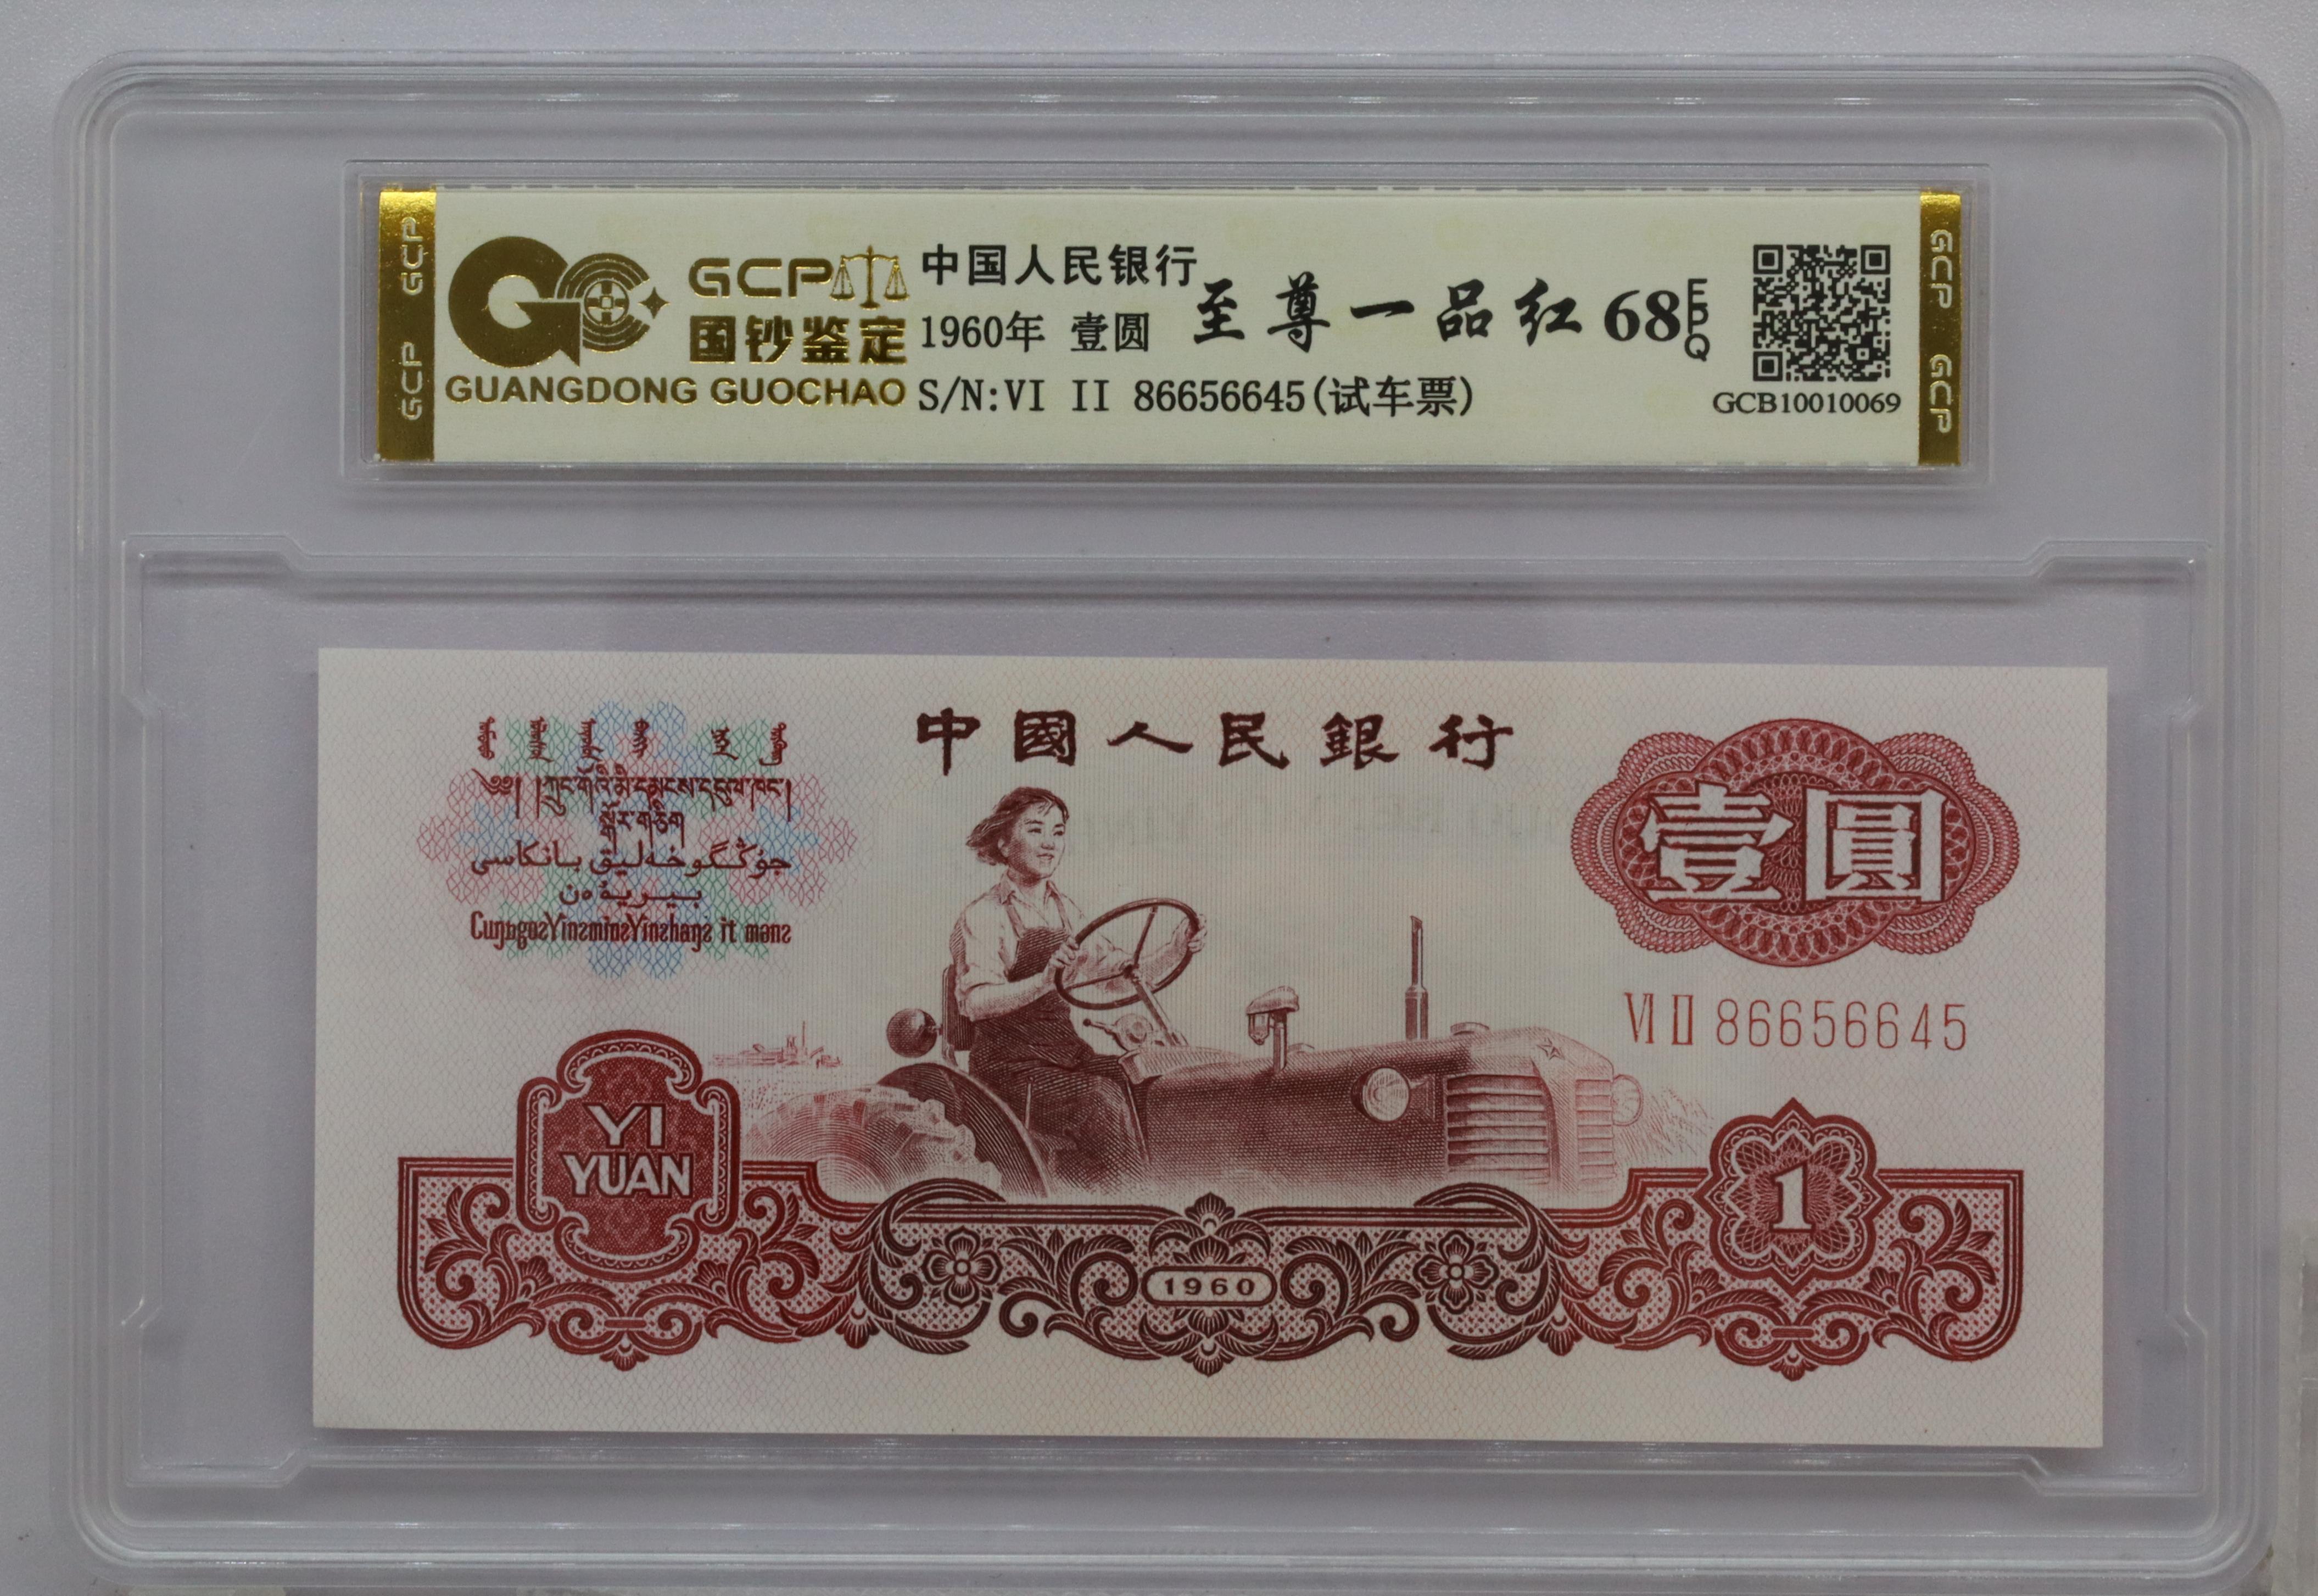 GCP GCP
GCP
国钞鉴定
GUANGDONG GUOCHAO
中国人民银行
1960年 壹圆
至尊一品红 68 EPQ
S/N:VI II 86656645(试车票)
GCB10010069
GCP GCP
中國人民銀行
壹圓
VI II 86656645
YI
YUAN
1960
1